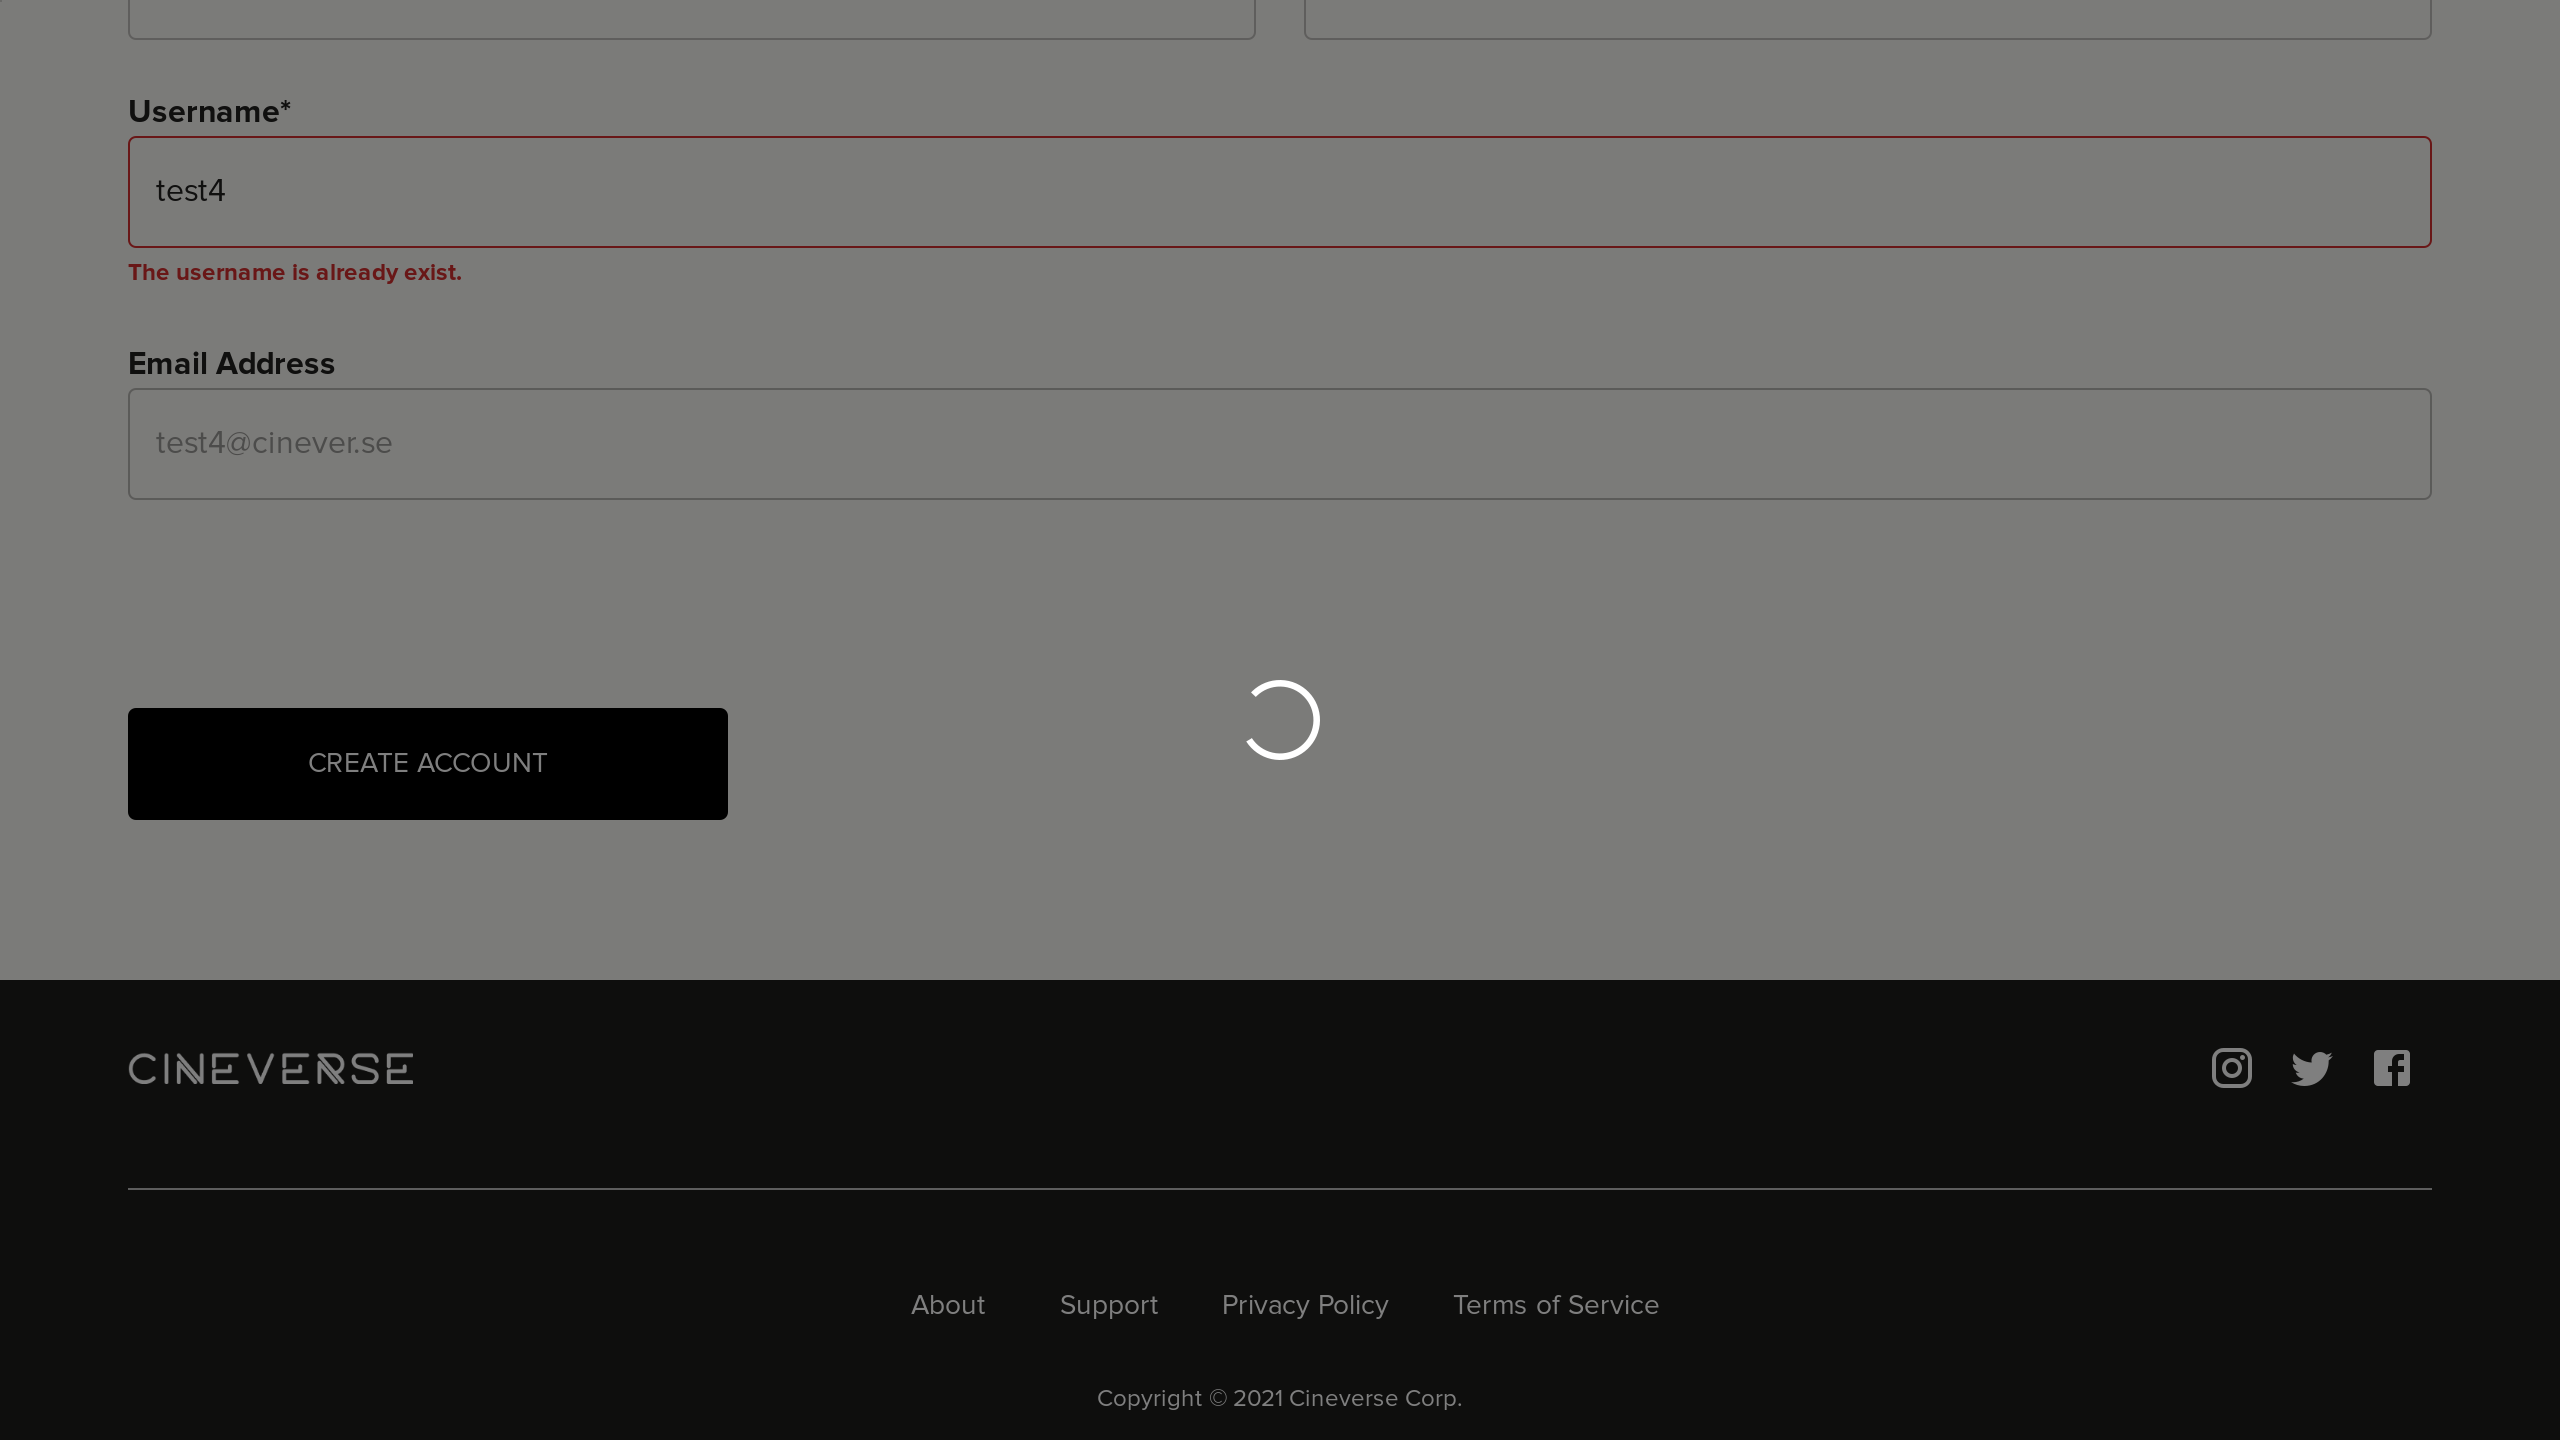 Username*
test4
The username is already exist.
Email Address
test4@cinever.se
CREATE ACCOUNT
CINEVERSE
About Support Privacy Policy Terms of Service
Copyright © 2021 Cineverse Corp.